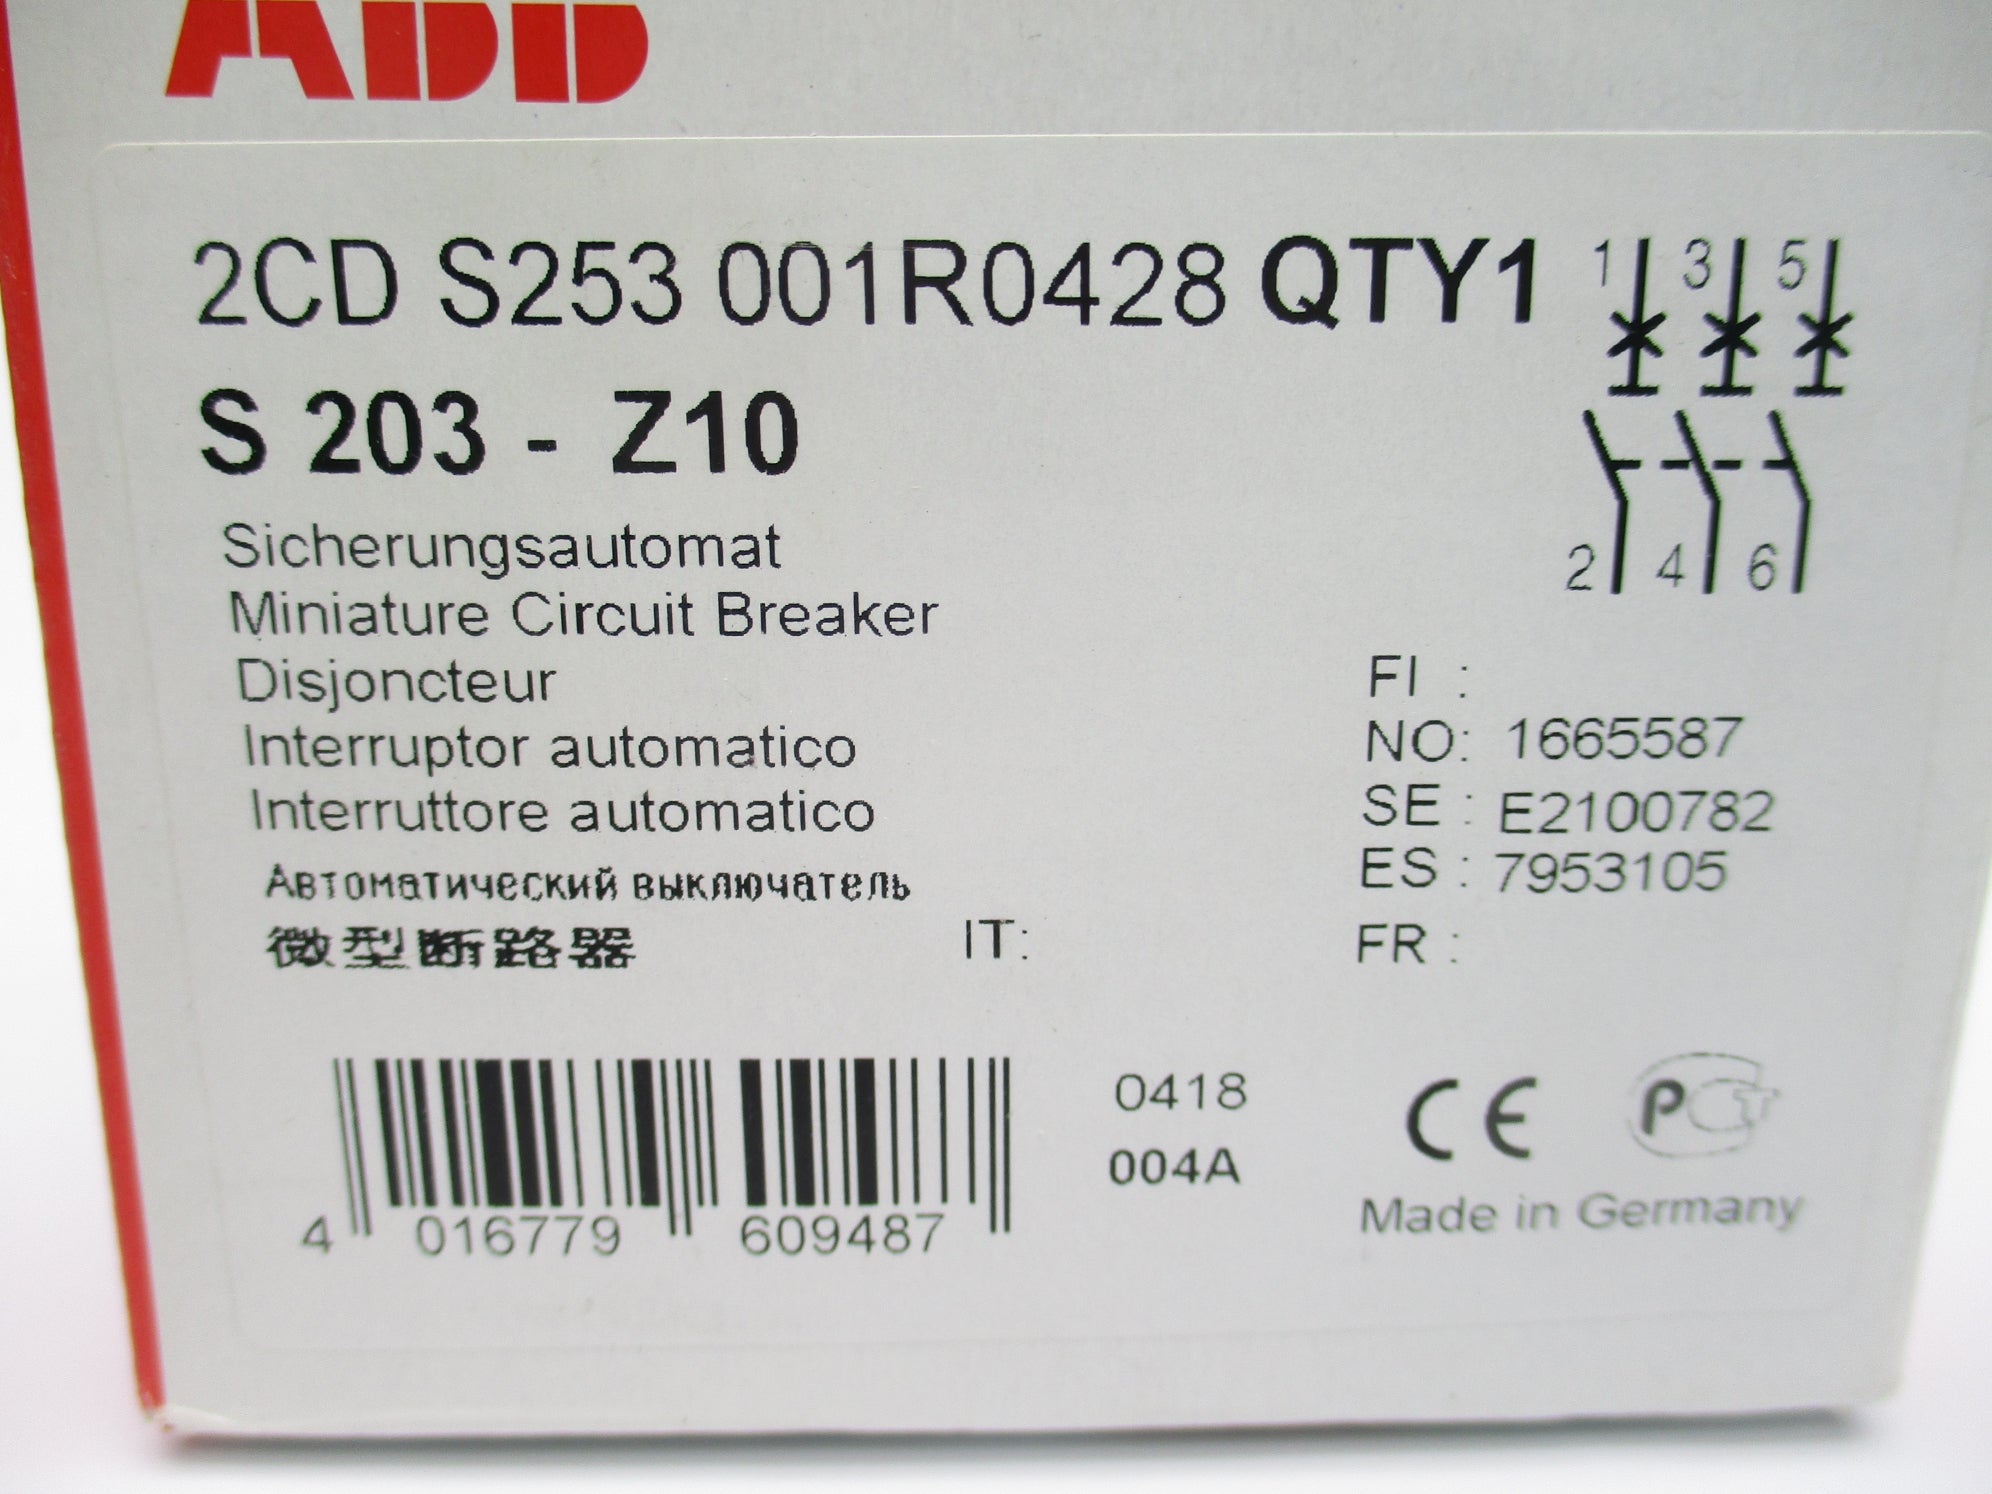 ABB
2CD S253 001R0428 QTY1
1 3 5
S 203 - Z10
2 4 6
Sicherungsautomat
Miniature Circuit Breaker
Disjoncteur
Interruptor automatico
Interruttore automatico
Автоматический выключатель
微型断路器
IT:
FI :
NO: 1665587
SE : E2100782
ES : 7953105
FR :
4 016779 609487
0418
004A
CE PCT
Made in Germany